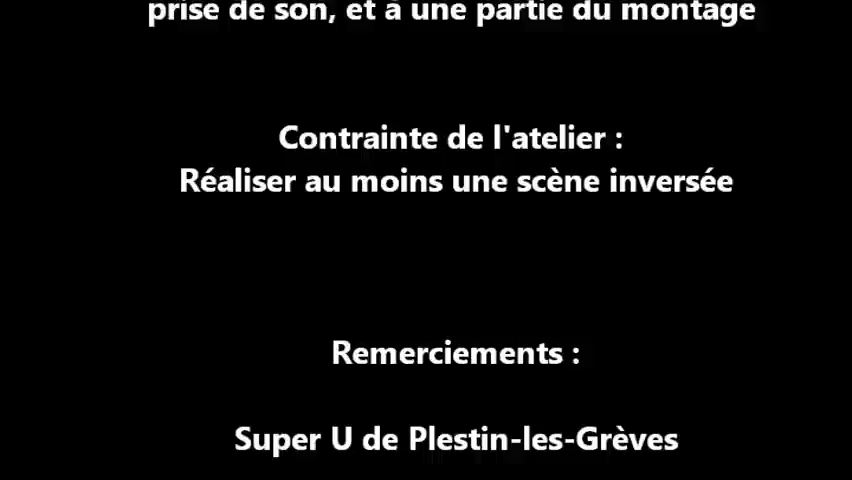 prise de son, et à une partie du montage
Contrainte de l'atelier :
Réaliser au moins une scène inversée
Remerciements :
Super U de Plestin-les-Grèves